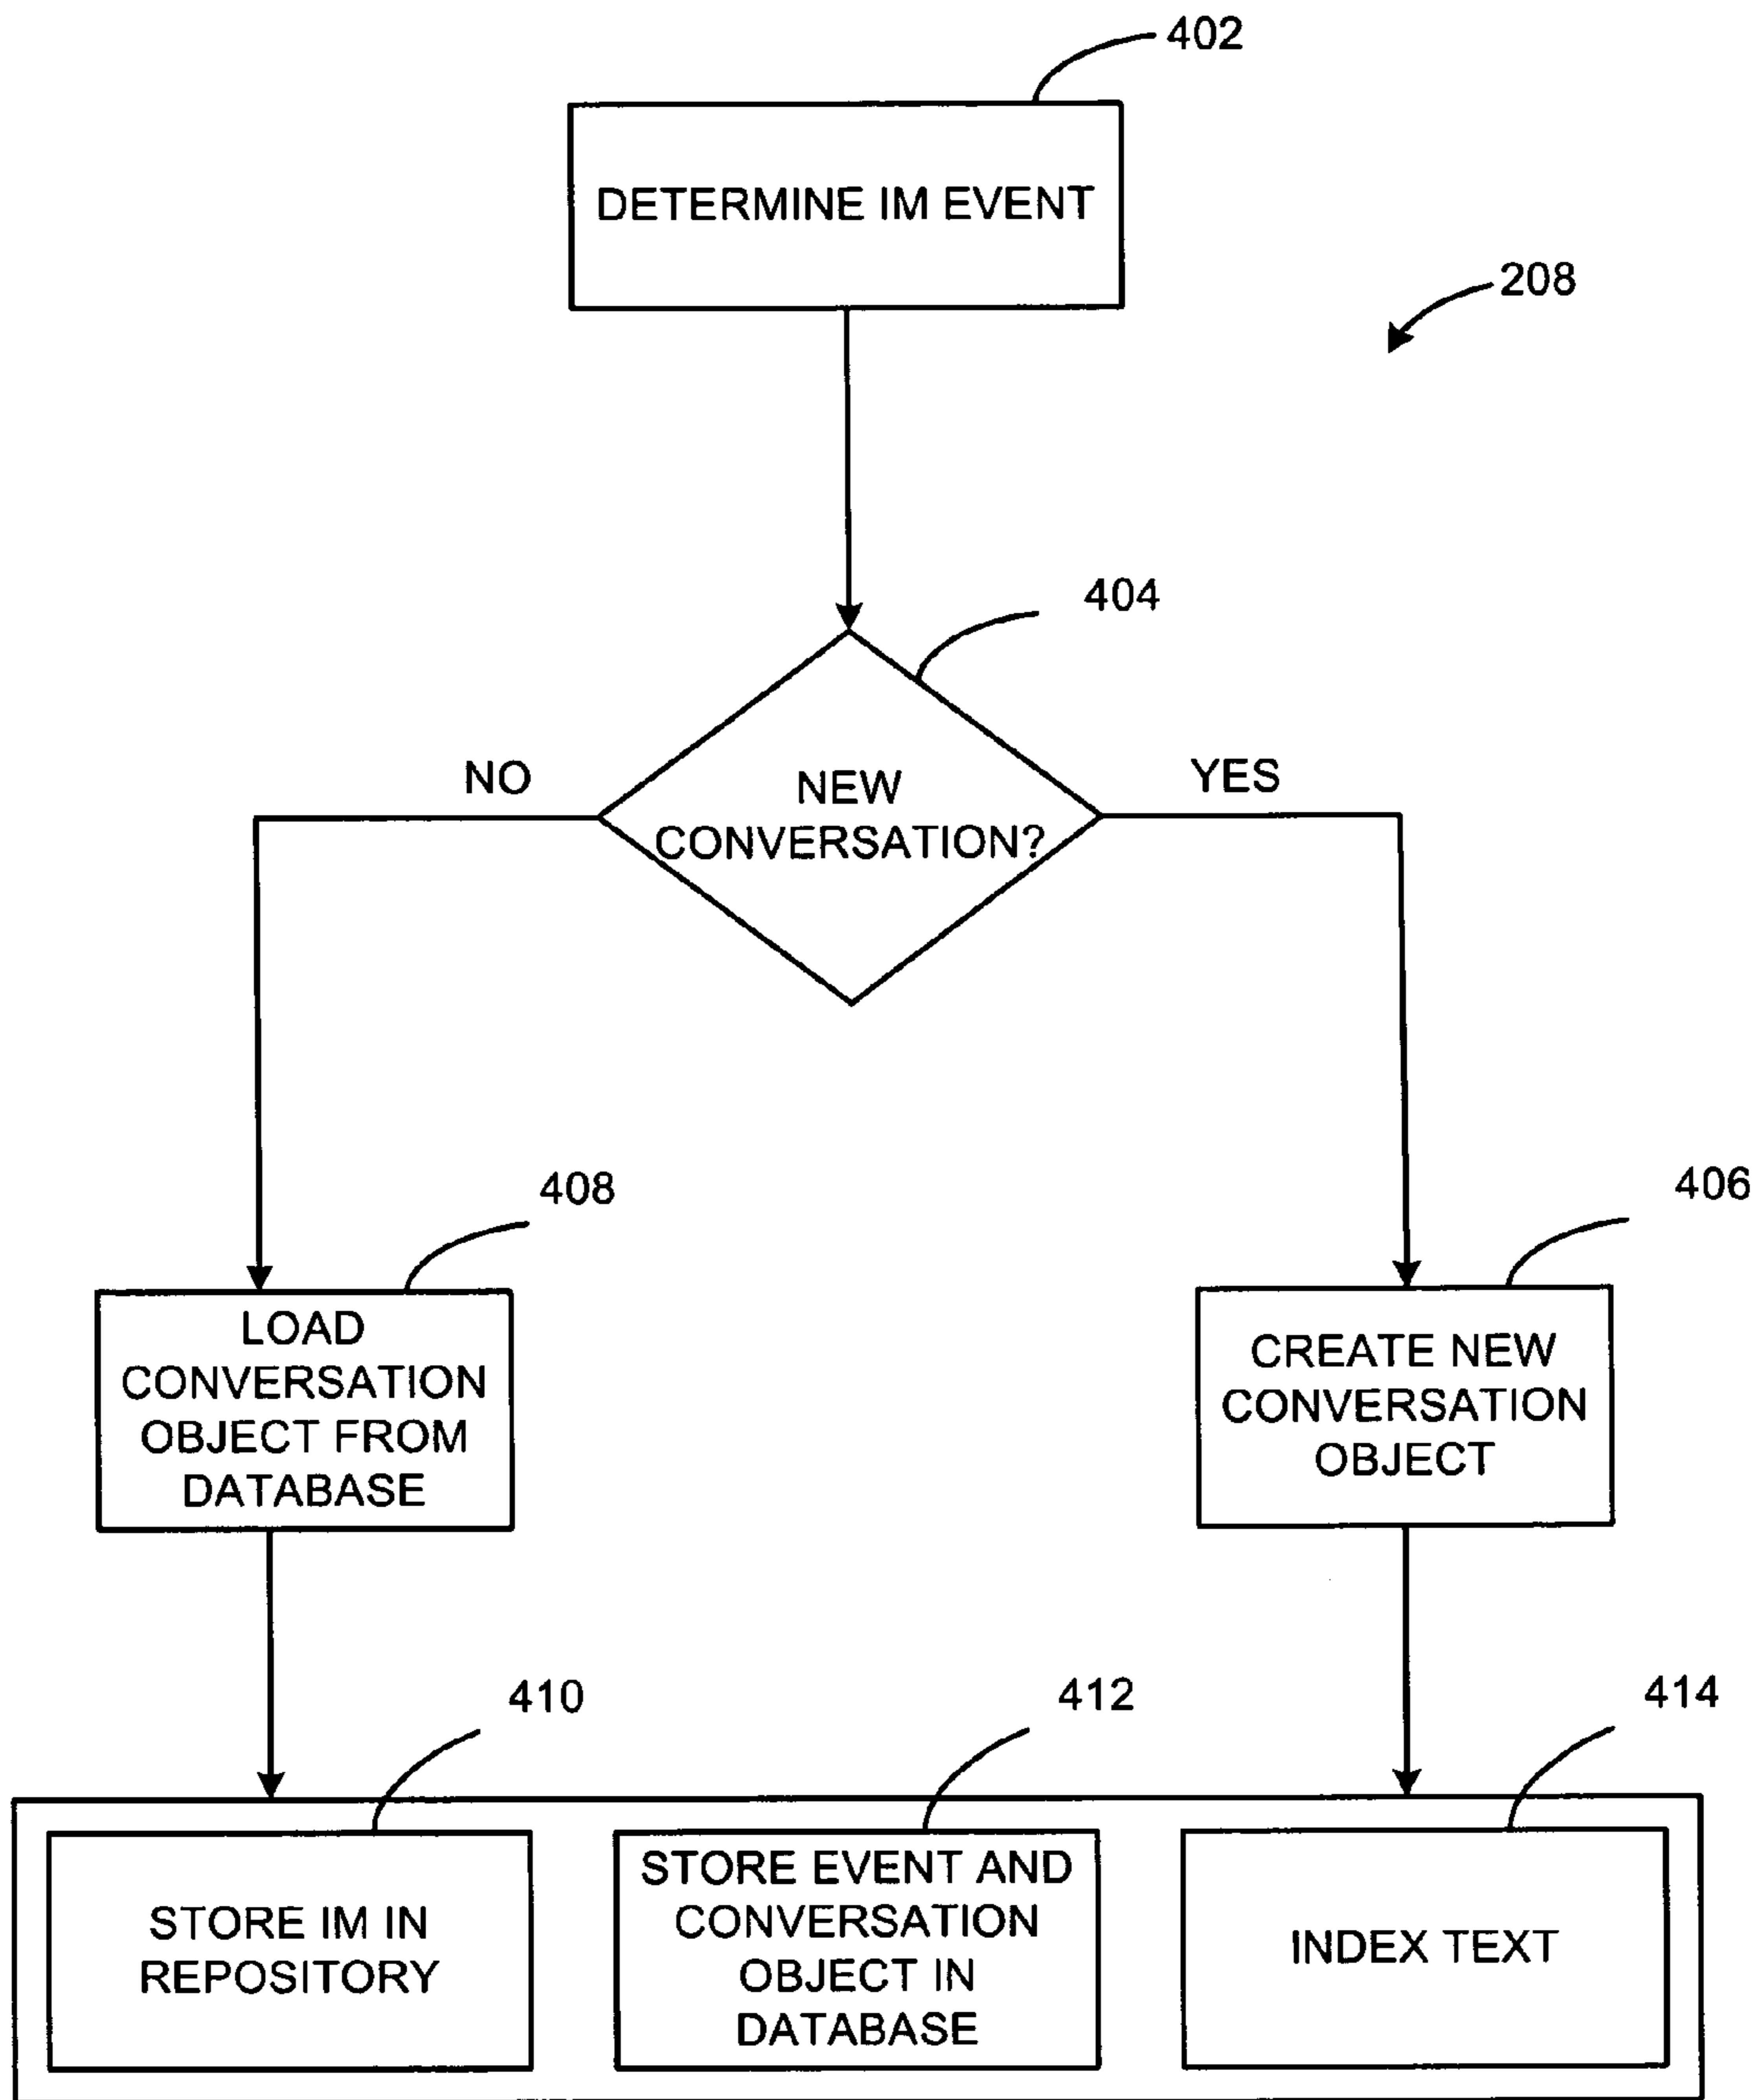 402
DETERMINE IM EVENT
208
404
NO
NEW
CONVERSATION?
YES
408
LOAD
CONVERSATION
OBJECT FROM
DATABASE
406
CREATE NEW
CONVERSATION
OBJECT
410
STORE IM IN
REPOSITORY
412
STORE EVENT AND
CONVERSATION
OBJECT IN
DATABASE
414
INDEX TEXT